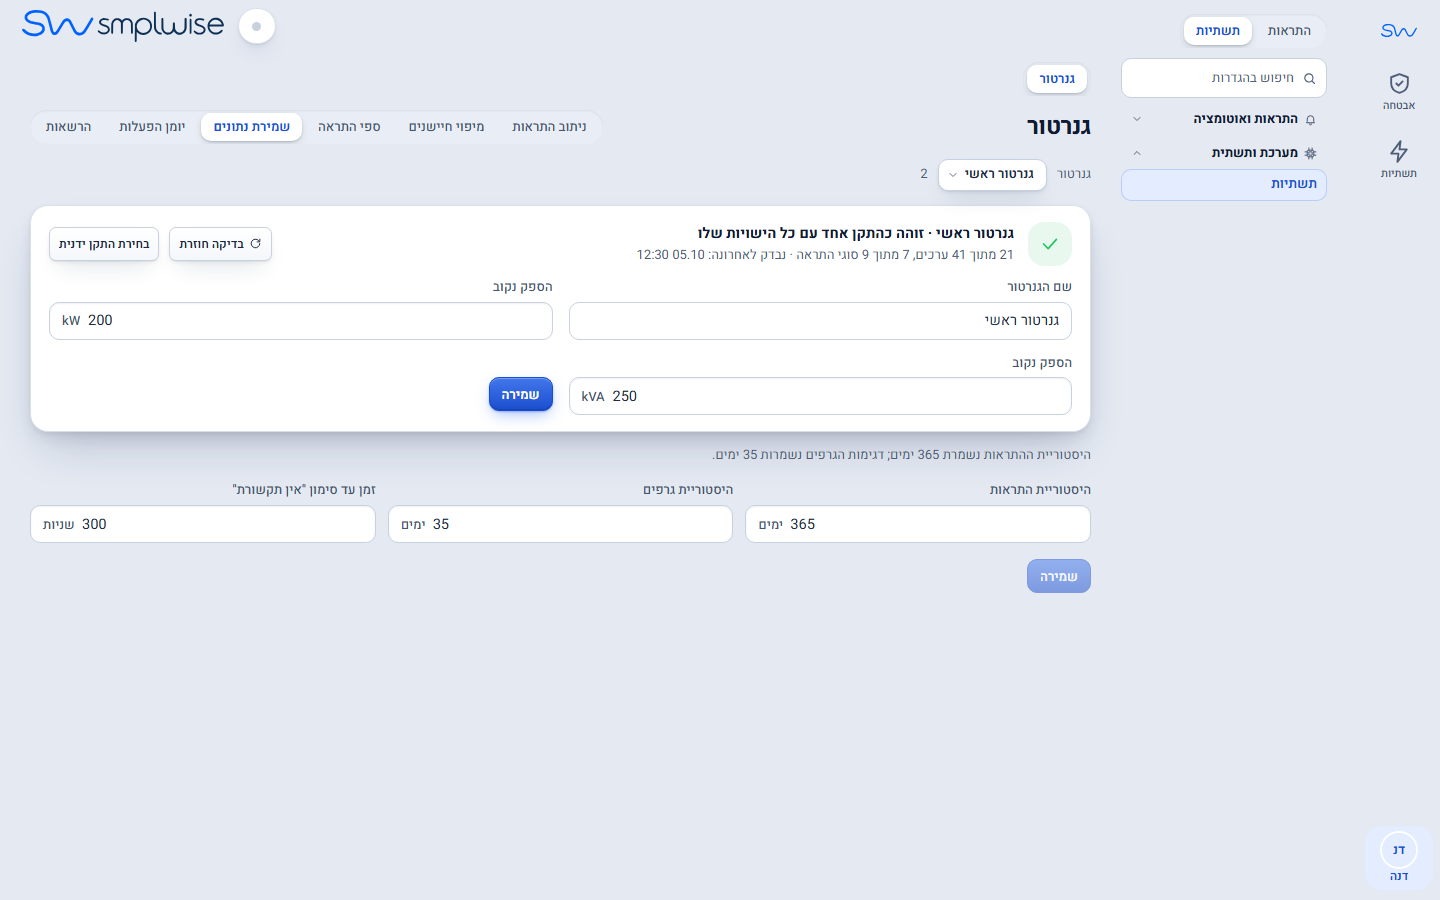 smplwise
התראות
תשתיות
חיפוש בהגדרות
התראות ואוטומציה
מערכת ותשתית
תשתיות
אבטחה
תשתיות
גנרטור
גנרטור
ניתוב התראות
מיפוי חיישנים
ספי התראה
שמירת נתונים
יומן הפעלות
הרשאות
גנרטור
גנרטור ראשי
2
גנרטור ראשי · זוהה כהתקן אחד עם כל הישויות שלו
21 מתוך 41 ערכים, 7 מתוך 9 סוגי התראה · נבדק לאחרונה: 05.10 12:30
בדיקה חוזרת
בחירת התקן ידנית
שם הגנרטור
גנרטור ראשי
הספק נקוב
200 kW
הספק נקוב
250 kVA
שמירה
היסטוריית ההתראות נשמרת 365 ימים; דגימות הגרפים נשמרות 35 ימים.
היסטוריית התראות
365 ימים
היסטוריית גרפים
35 ימים
זמן עד סימון "אין תקשורת"
300 שניות
שמירה
דנ
דנה